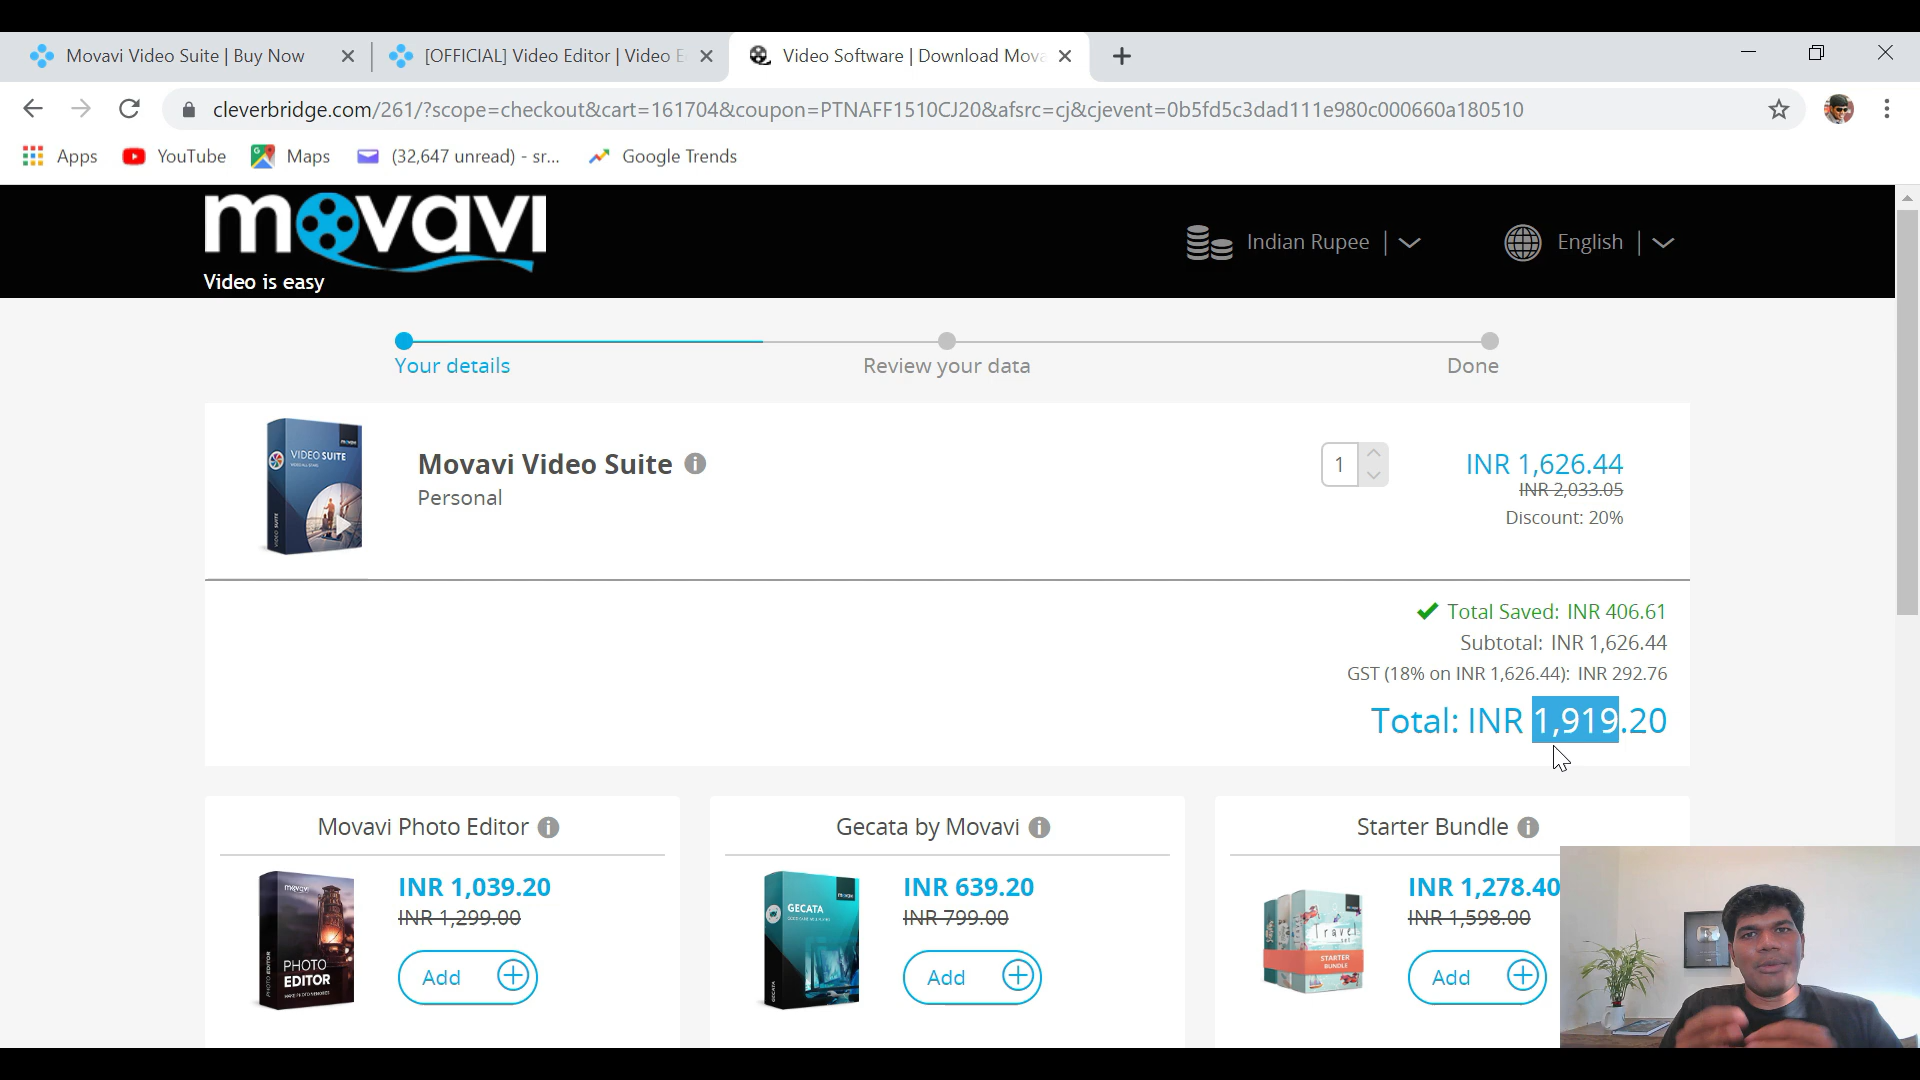 Movavi Video Suite | Buy Now
[OFFICIAL] Video Editor | Video E
Video Software | Download Mova
cleverbridge.com/261/?scope=checkout&cart=161704&coupon=PTNAFF1510CJ20&afsrc=cj&cjevent=0b5fd5c3dad111e980c000660a180510
Apps
YouTube
Maps
(32,647 unread) - sr...
Google Trends
movavi
Video is easy
Indian Rupee
English
Your details
Review your data
Done
VIDEO SUITE
Movavi Video Suite
Personal
1
INR 1,626.44
INR 2,033.05
Discount: 20%
Total Saved: INR 406.61
Subtotal: INR 1,626.44
GST (18% on INR 1,626.44): INR 292.76
Total: INR 1,919.20
Movavi Photo Editor
movavi
PHOTO
EDITOR
INR 1,039.20
INR 1,299.00
Add
Gecata by Movavi
GECATA
INR 639.20
INR 799.00
Add
Starter Bundle
Travel
STARTER
BUNDLE
INR 1,278.40
INR 1,598.00
Add